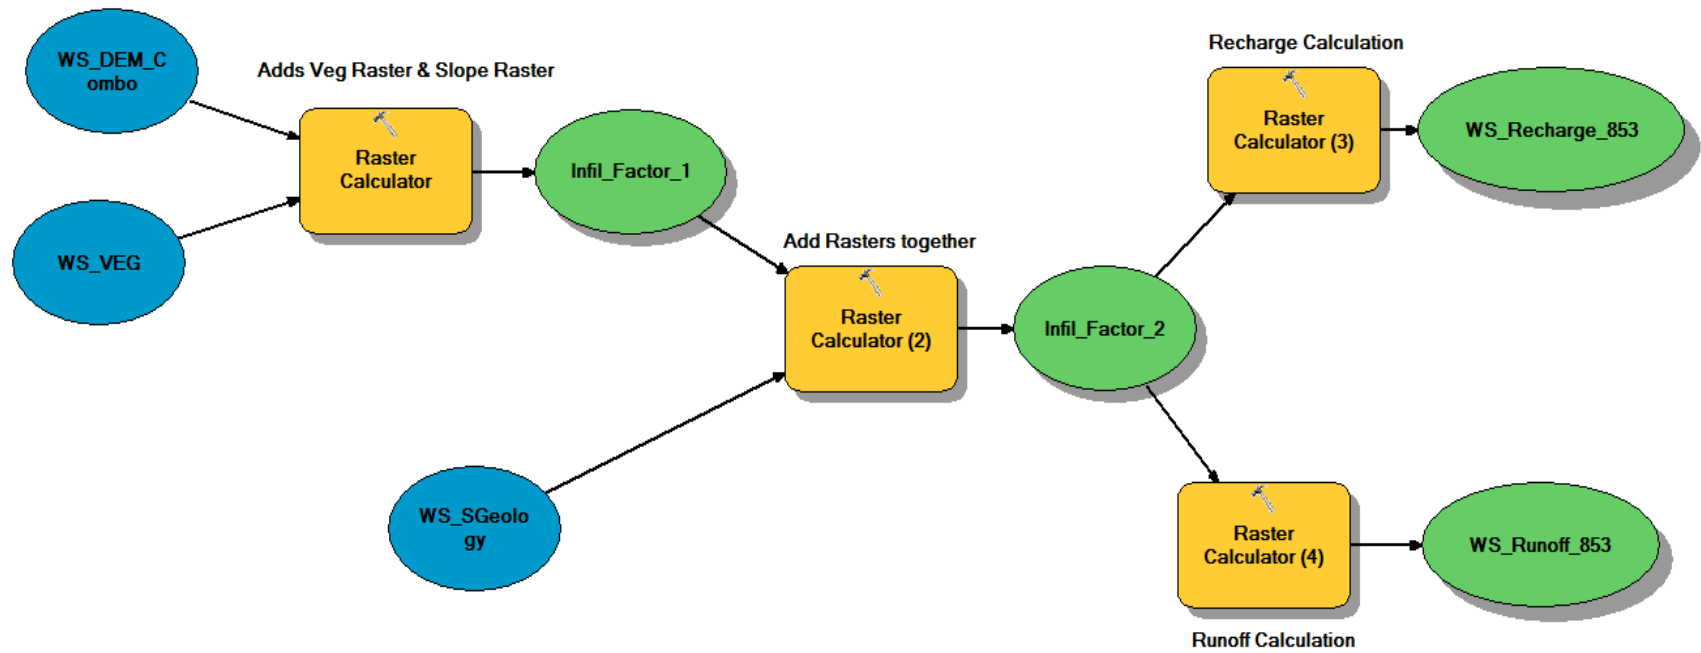 WS_DEM_C
ombo
Adds Veg Raster & Slope Raster
Raster
Calculator
WS_VEG
Infil_Factor_1
Add Rasters together
Raster
Calculator (2)
WS_SGeolo
gy
Infil_Factor_2
Recharge Calculation
Raster
Calculator (3)
WS_Recharge_853
Raster
Calculator (4)
WS_Runoff_853
Runoff Calculation